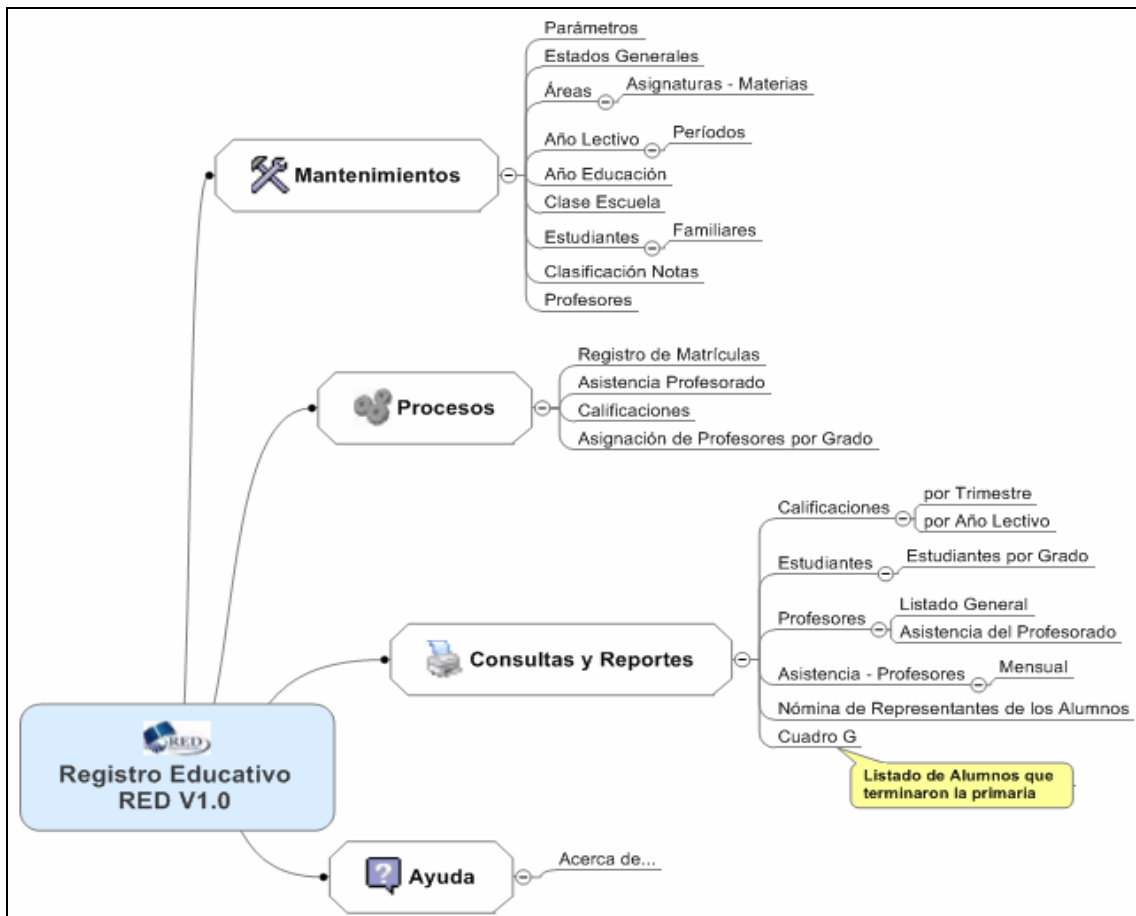 Parámetros
Estados Generales
Áreas
Asignaturas - Materias
Año Lectivo
Períodos
Año Educación
Clase Escuela
Estudiantes
Familiares
Clasificación Notas
Profesores
Mantenimientos
Registro de Matrículas
Asistencia Profesorado
Calificaciones
Asignación de Profesores por Grado
Procesos
Calificaciones
por Trimestre
por Año Lectivo
Estudiantes
Estudiantes por Grado
Profesores
Listado General
Asistencia del Profesorado
Asistencia - Profesores
Mensual
Nómina de Representantes de los Alumnos
Cuadro G
Listado de Alumnos que
terminaron la primaria
Consultas y Reportes
RED
Registro Educativo
RED V1.0
Ayuda
Acerca de...